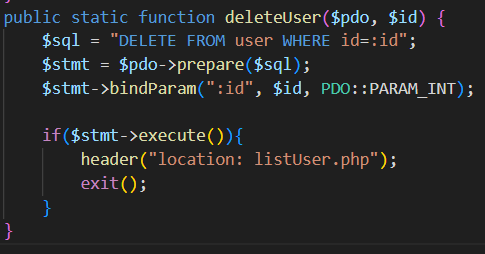 public static function deleteUser($pdo, $id) {
$sql = "DELETE FROM user WHERE id=:id";
$stmt = $pdo->prepare($sql);
$stmt->bindParam(":id", $id, PDO::PARAM_INT);
if($stmt->execute()){
header("location: listUser.php");
exit();
}
}